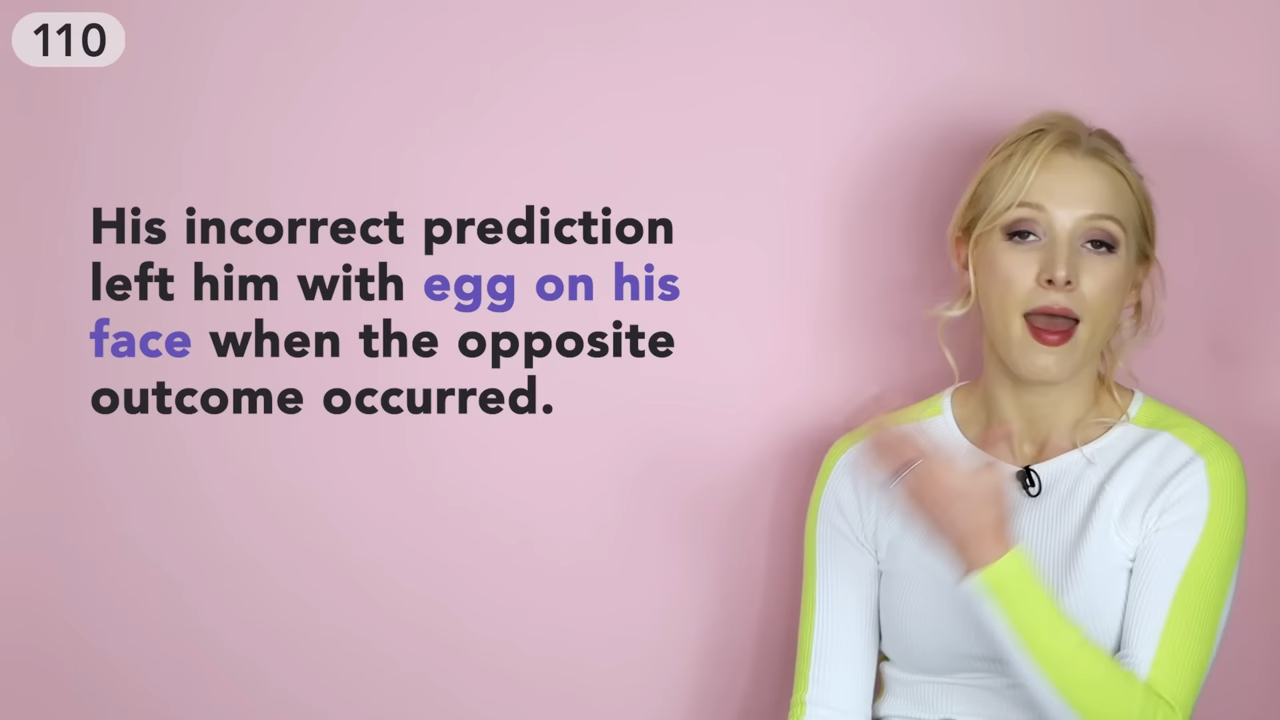 110
His incorrect prediction
left him with egg on his
face when the opposite
outcome occurred.